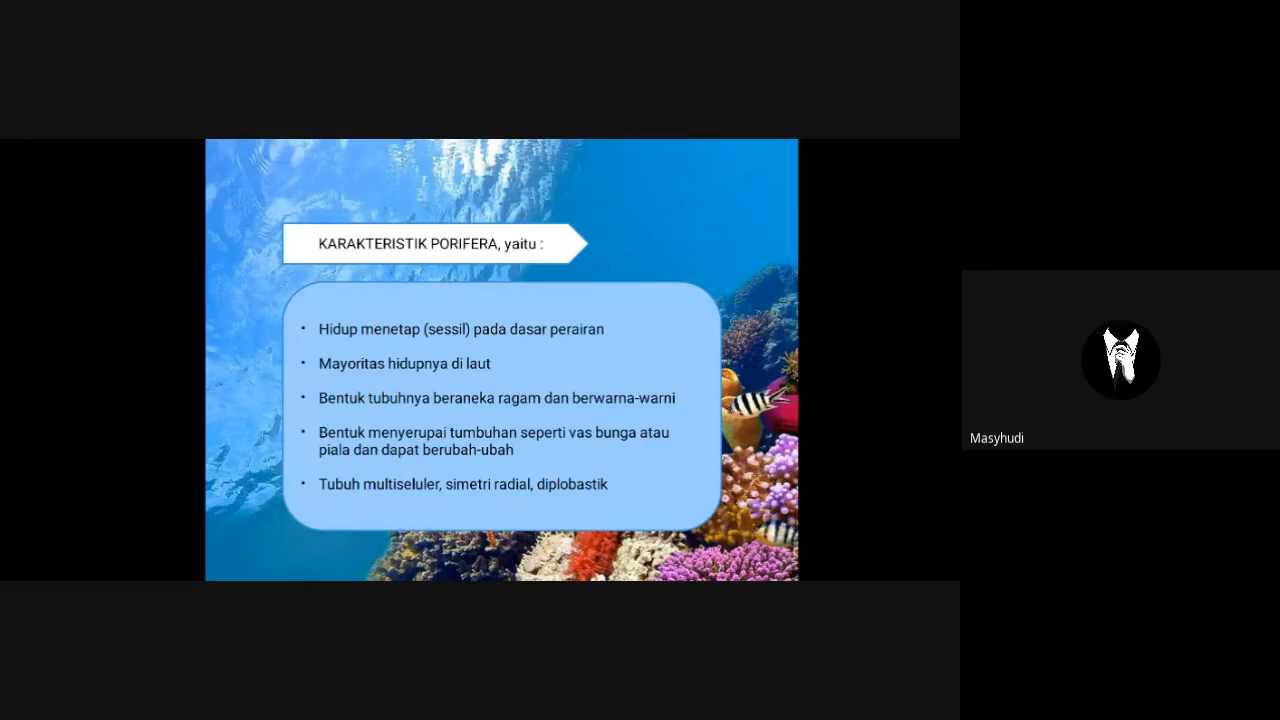 KARAKTERISTIK PORIFERA, yaitu :
• Hidup menetap (sessil) pada dasar perairan
• Mayoritas hidupnya di laut
• Bentuk tubuhnya beraneka ragam dan berwarna-warni
• Bentuk menyerupai tumbuhan seperti vas bunga atau
piala dan dapat berubah-ubah
• Tubuh multiseluler, simetri radial, diplobastik
Masyhudi